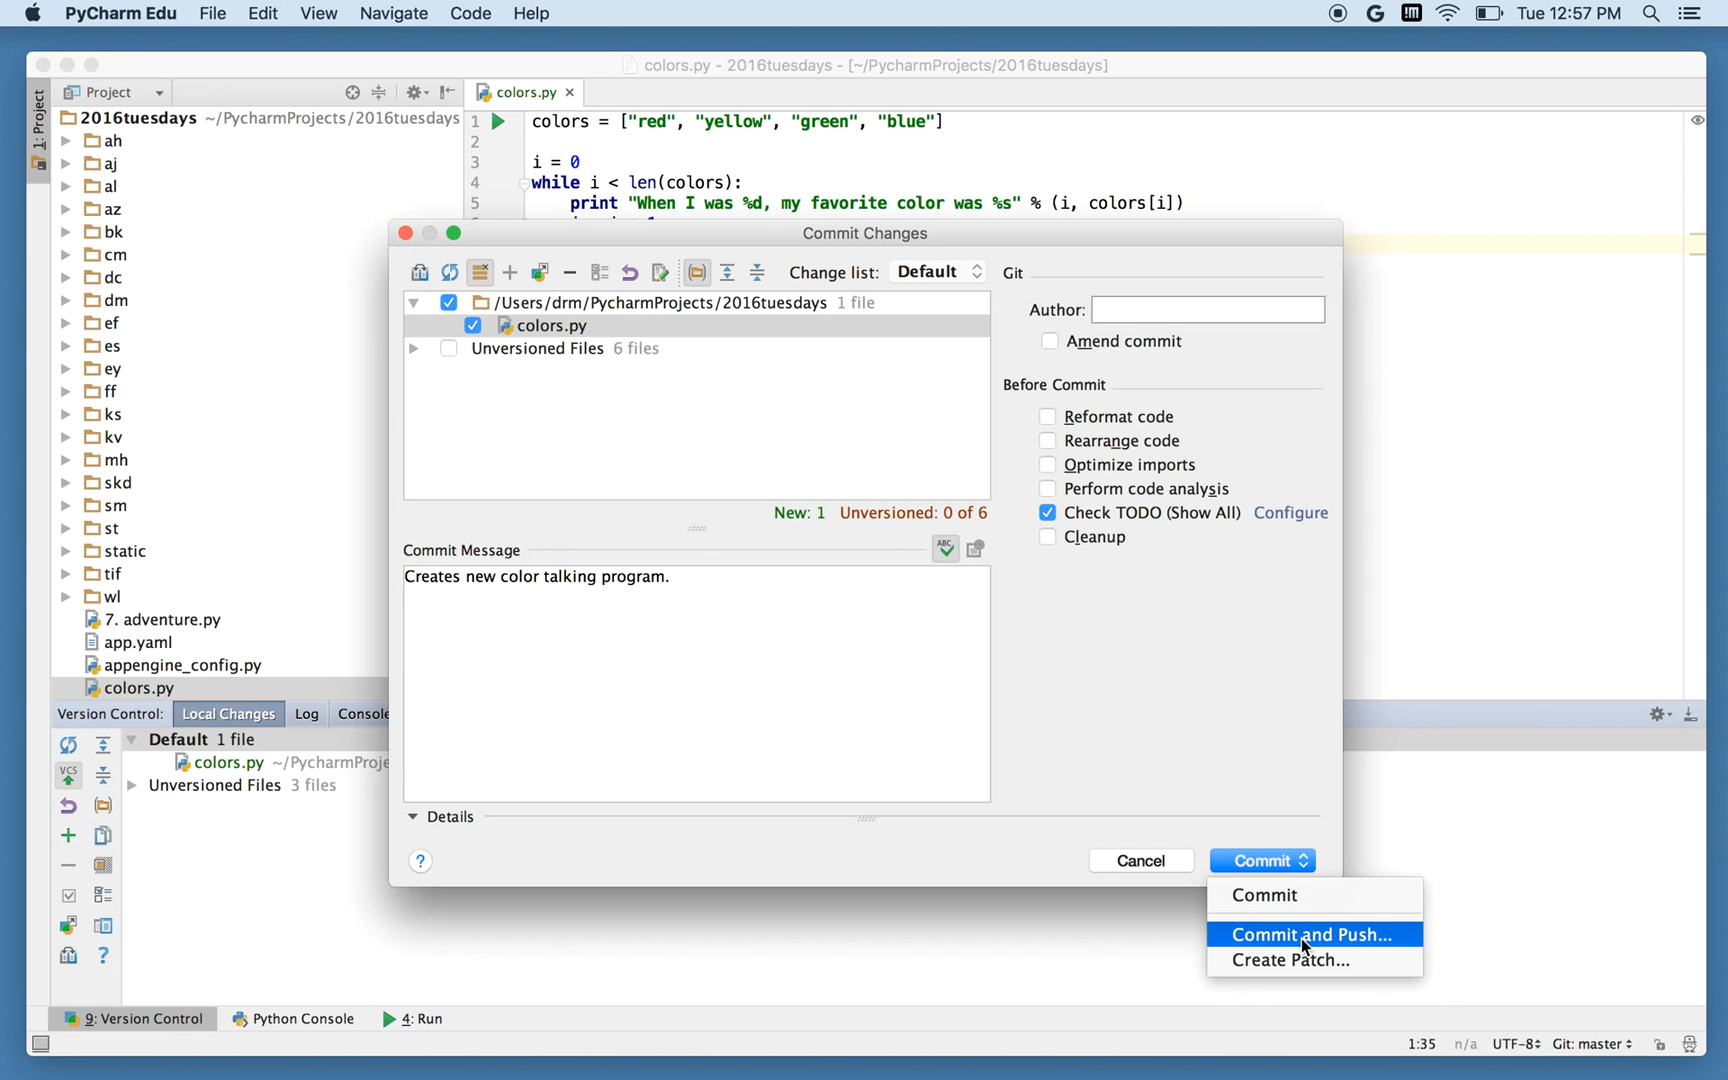 PyCharm Edu File Edit View Navigate Code Help Tue 12:57 PM
colors.py - 2016tuesdays - [~/PycharmProjects/2016tuesdays]
1: Project
Project
colors.py
2016tuesdays ~/PycharmProjects/2016tuesdays
ah
aj
al
az
bk
cm
dc
dm
ef
es
ey
ff
ks
kv
mh
skd
sm
st
static
tif
wl
7. adventure.py
app.yaml
appengine_config.py
colors.py
1 colors = ["red", "yellow", "green", "blue"]
2
3 i = 0
4 while i < len(colors):
5 print "When I was %d, my favorite color was %s" % (i, colors[i])
Commit Changes
Change list: Default
/Users/drm/PycharmProjects/2016tuesdays 1 file
colors.py
Unversioned Files 6 files
New: 1 Unversioned: 0 of 6
Commit Message
ABC
Creates new color talking program.
Details
Git
Author:
Amend commit
Before Commit
Reformat code
Rearrange code
Optimize imports
Perform code analysis
Check TODO (Show All) Configure
Cleanup
? Cancel Commit
Commit
Commit and Push...
Create Patch...
Version Control: Local Changes Log Console
Default 1 file
colors.py ~/PycharmProje
Unversioned Files 3 files
VCS
?
9: Version Control Python Console 4: Run
1:35 n/a UTF-8 Git: master